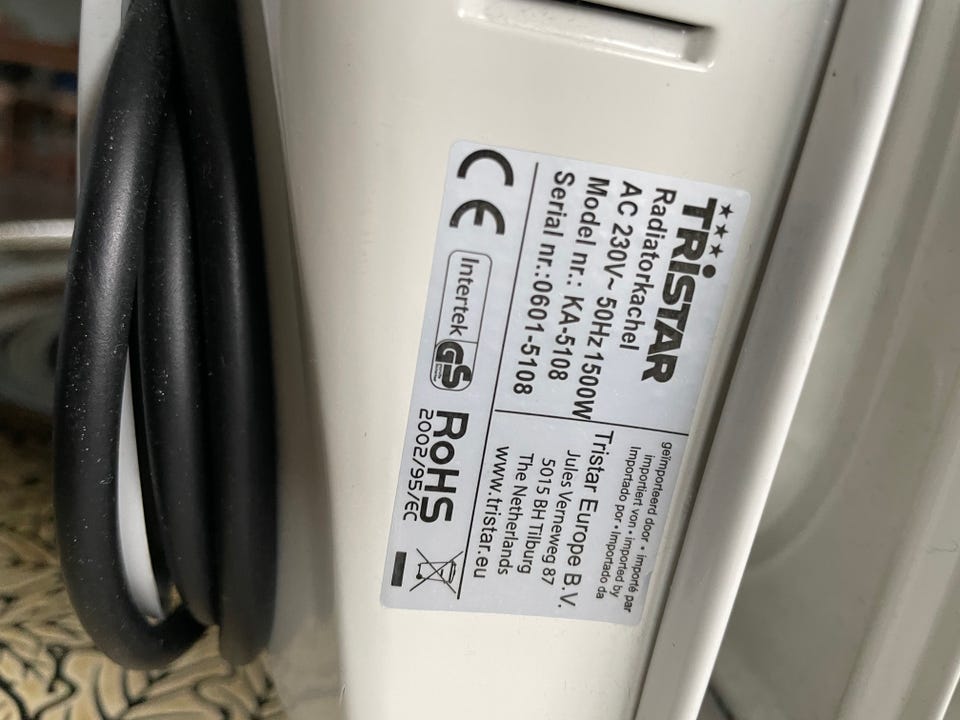 TRiSTAR
Radiatorkachel
AC 230V~ 50Hz 1500W
Model nr.: KA-5108
Serial nr.:0601-5108
geïmporteerd door • importé par
importiert von • imported by
Importado por • Importado da
Tristar Europe B.V.
Jules Verneweg 87
5015 BH Tilburg
The Netherlands
www.tristar.eu
CE
Intertek
GS
RoHS
2002/95/EC